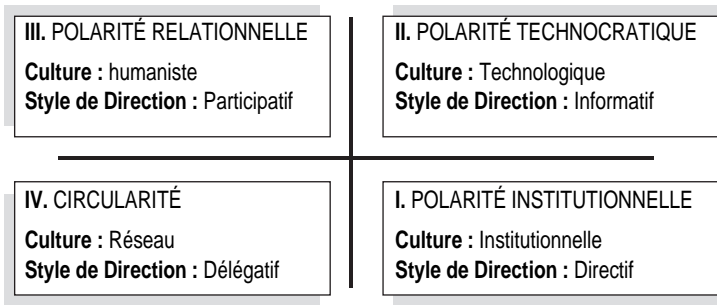 III. POLARITÉ RELATIONNELLE
Culture : humaniste
Style de Direction : Participatif
II. POLARITÉ TECHNOCRATIQUE
Culture : Technologique
Style de Direction : Informatif
IV. CIRCULARITÉ
Culture : Réseau
Style de Direction : Délégatif
I. POLARITÉ INSTITUTIONNELLE
Culture : Institutionnelle
Style de Direction : Directif